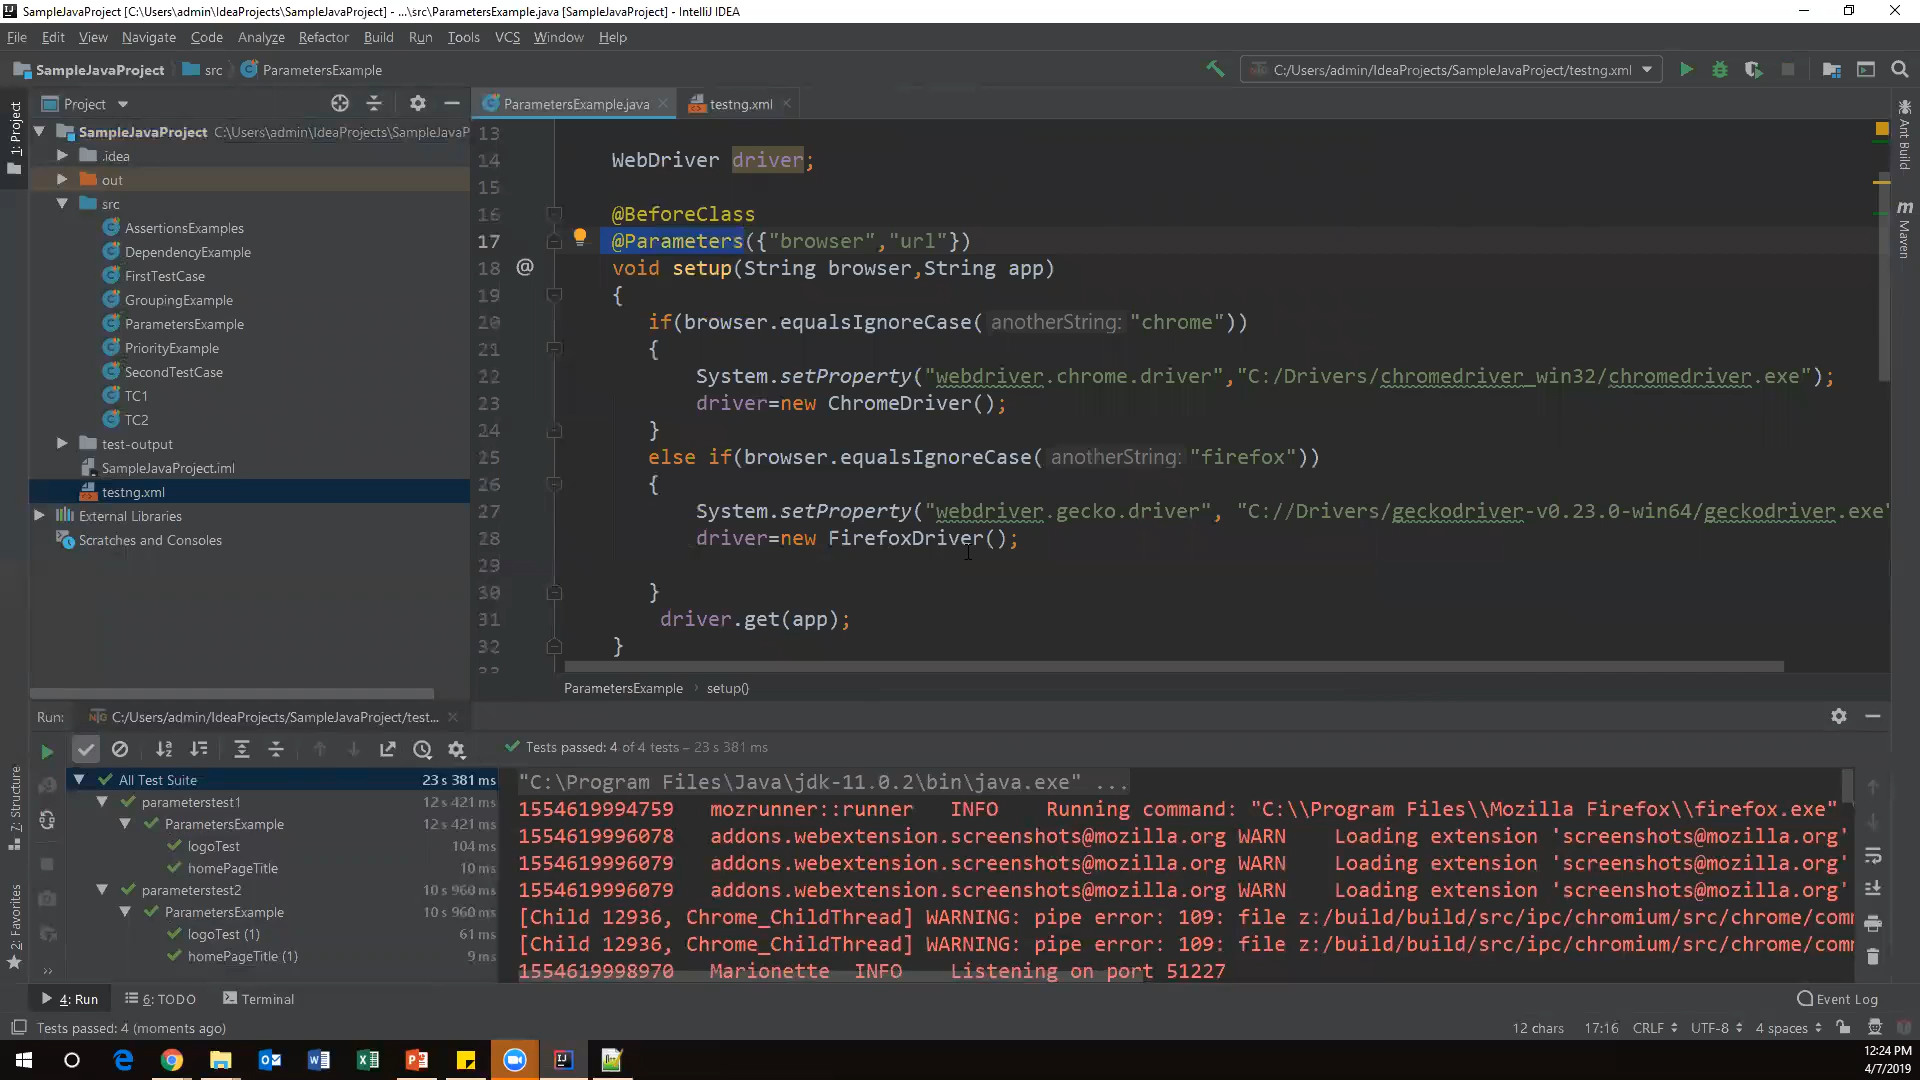 SampleJavaProject [C:\Users\admin\IdeaProjects\SampleJavaProject] - ...\src\ParametersExample.java [SampleJavaProject] - IntelliJ IDEA
File Edit View Navigate Code Analyze Refactor Build Run Tools VCS Window Help
SampleJavaProject src ParametersExample C:/Users/admin/IdeaProjects/SampleJavaProject/testng.xml
Project
ParametersExample.java testng.xml
1: Project
SampleJavaProject C:\Users\admin\IdeaProjects\SampleJavaP
.idea
out
src
AssertionsExamples
DependencyExample
FirstTestCase
GroupingExample
ParametersExample
PriorityExample
SecondTestCase
TC1
TC2
test-output
SampleJavaProject.iml
testng.xml
External Libraries
Scratches and Consoles
13
14 WebDriver driver;
15
16 @BeforeClass
17 @Parameters({"browser","url"})
18 @ void setup(String browser,String app)
19 {
20 if(browser.equalsIgnoreCase( anotherString: "chrome"))
21 {
22 System.setProperty("webdriver.chrome.driver","C:/Drivers/chromedriver_win32/chromedriver.exe");
23 driver=new ChromeDriver();
24 }
25 else if(browser.equalsIgnoreCase( anotherString: "firefox"))
26 {
27 System.setProperty("webdriver.gecko.driver", "C://Drivers/geckodriver-v0.23.0-win64/geckodriver.exe"
28 driver=new FirefoxDriver();
29
30 }
31 driver.get(app);
32 }
33
ParametersExample › setup()
Ant Build
Maven
Run: C:/Users/admin/IdeaProjects/SampleJavaProject/test...
Tests passed: 4 of 4 tests – 23 s 381 ms
All Test Suite 23 s 381 ms
parameterstest1 12 s 421 ms
ParametersExample 12 s 421 ms
logoTest 104 ms
homePageTitle 10 ms
parameterstest2 10 s 960 ms
ParametersExample 10 s 960 ms
logoTest (1) 61 ms
homePageTitle (1) 9 ms
"C:\Program Files\Java\jdk-11.0.2\bin\java.exe" ...
1554619994759 mozrunner::runner INFO Running command: "C:\\Program Files\\Mozilla Firefox\\firefox.exe"
1554619996078 addons.webextension.screenshots@mozilla.org WARN Loading extension 'screenshots@mozilla.org'
1554619996079 addons.webextension.screenshots@mozilla.org WARN Loading extension 'screenshots@mozilla.org'
1554619996079 addons.webextension.screenshots@mozilla.org WARN Loading extension 'screenshots@mozilla.org'
[Child 12936, Chrome_ChildThread] WARNING: pipe error: 109: file z:/build/build/src/ipc/chromium/src/chrome/com
[Child 12936, Chrome_ChildThread] WARNING: pipe error: 109: file z:/build/build/src/ipc/chromium/src/chrome/com
1554619998970 Marionette INFO Listening on port 51227
7: Structure
2: Favorites
4: Run 6: TODO Terminal Event Log
Tests passed: 4 (moments ago) 12 chars 17:16 CRLF UTF-8 4 spaces
12:24 PM
4/7/2019